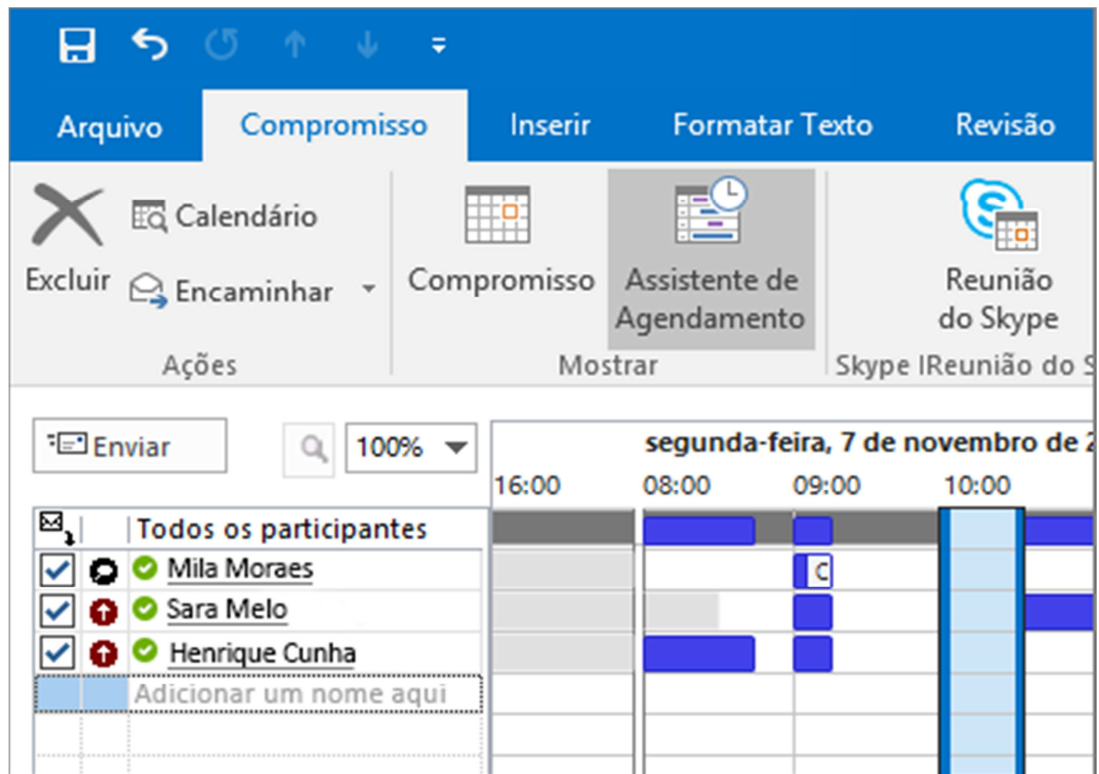 Arquivo Compromisso Inserir Formatar Texto Revisão
Calendário
Excluir
Encaminhar
Compromisso
Assistente de
Agendamento
Reunião
do Skype
Ações Mostrar Skype IReunião do
Enviar 100%
segunda-feira, 7 de novembro de
16:00 08:00 09:00 10:00
Todos os participantes
Mila Moraes C
Sara Melo
Henrique Cunha
Adicionar um nome aqui